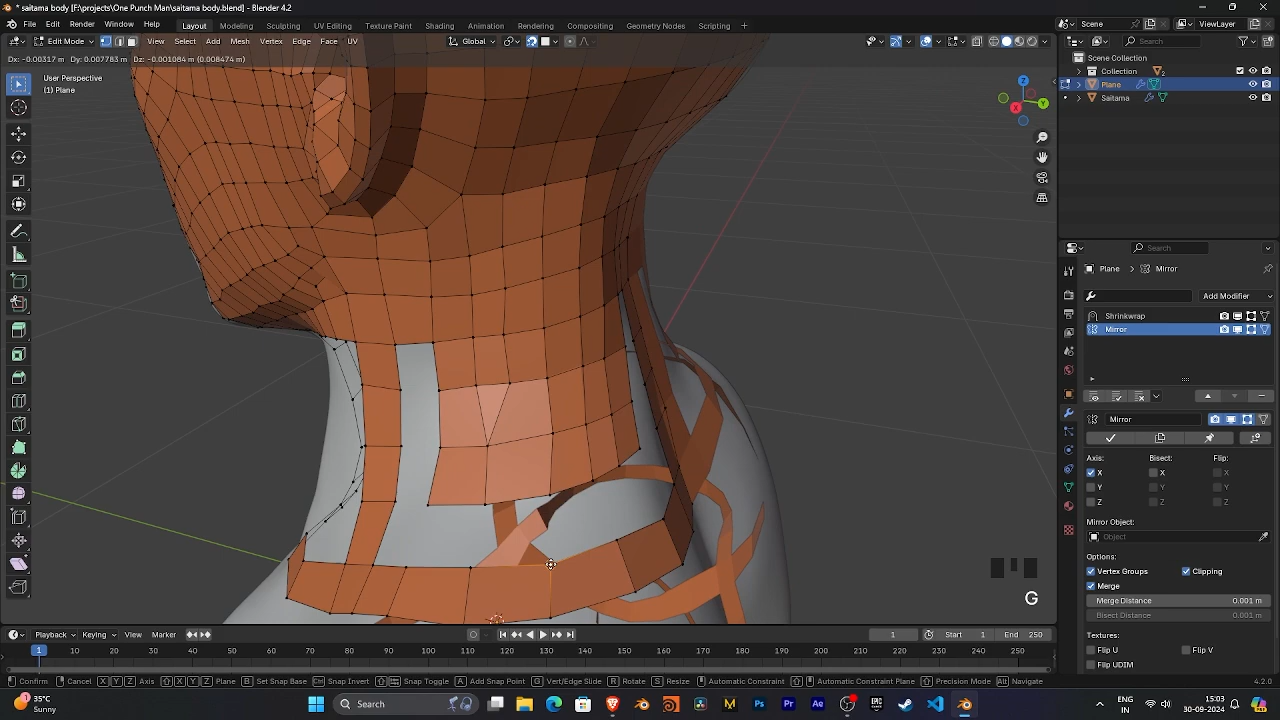 * saitama body [F:\projects\One Punch Man\saitama body.blend] - Blender 4.2
File Edit Render Window Help Layout Modeling Sculpting UV Editing Texture Paint Shading Animation Rendering Compositing Geometry Nodes Scripting + Scene ViewLayer
Edit Mode View Select Add Mesh Vertex Edge Face UV Global Search
Dx: -0.00317 m Dy: 0.007783 m Dz: -0.001084 m (0.008474 m)
User Perspective
(1) Plane
Z
Y
X
Scene Collection
Collection 2
Plane
Saitama
Search
Plane > Mirror
Add Modifier
Shrinkwrap
Mirror
Mirror
Axis: Bisect: Flip:
X X X
Y Y Y
Z Z Z
Mirror Object:
Object
Options:
Vertex Groups Clipping
Merge
Merge Distance 0.001 m
Bisect Distance 0.001 m
Textures:
Flip U Flip V
Flip UDIM
G
Playback Keying View Marker 1 Start 1 End 250
1 10 20 30 40 50 60 70 80 90 100 110 120 130 140 150 160 170 180 190 200 210 220 230 240 250
Confirm Cancel X Y Z Axis X Y Z Plane B Set Snap Base Snap Invert Snap Toggle A Add Snap Point G Vert/Edge Slide R Rotate S Resize Automatic Constraint Automatic Constraint Plane Precision Mode Alt Navigate 4.2.0
35°C
Sunny
Search
ENG
IN
15:03
30-09-2024